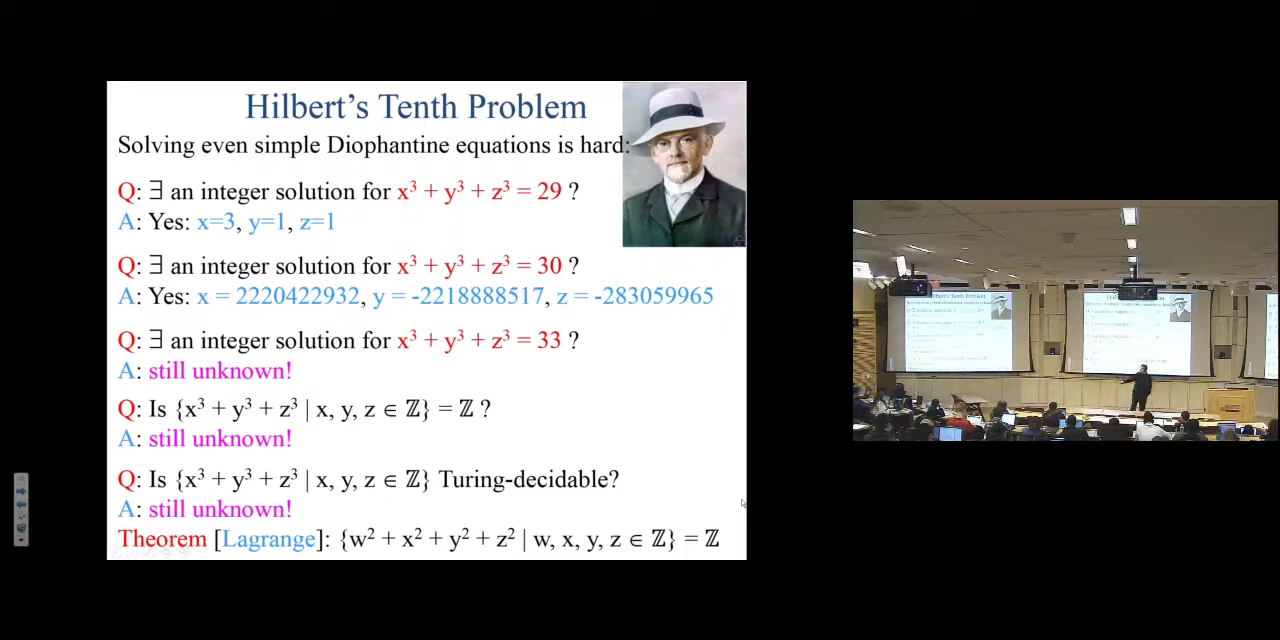 Hilbert's Tenth Problem
Solving even simple Diophantine equations is hard:
Q: ∃ an integer solution for x³ + y³ + z³ = 29 ?
A: Yes: x=3, y=1, z=1
Q: ∃ an integer solution for x³ + y³ + z³ = 30 ?
A: Yes: x = 2220422932, y = -2218888517, z = -283059965
Q: ∃ an integer solution for x³ + y³ + z³ = 33 ?
A: still unknown!
Q: Is {x³ + y³ + z³ | x, y, z ∈ ℤ} = ℤ ?
A: still unknown!
Q: Is {x³ + y³ + z³ | x, y, z ∈ ℤ} Turing-decidable?
A: still unknown!
Theorem [Lagrange]: {w² + x² + y² + z² | w, x, y, z ∈ ℤ} = ℤ